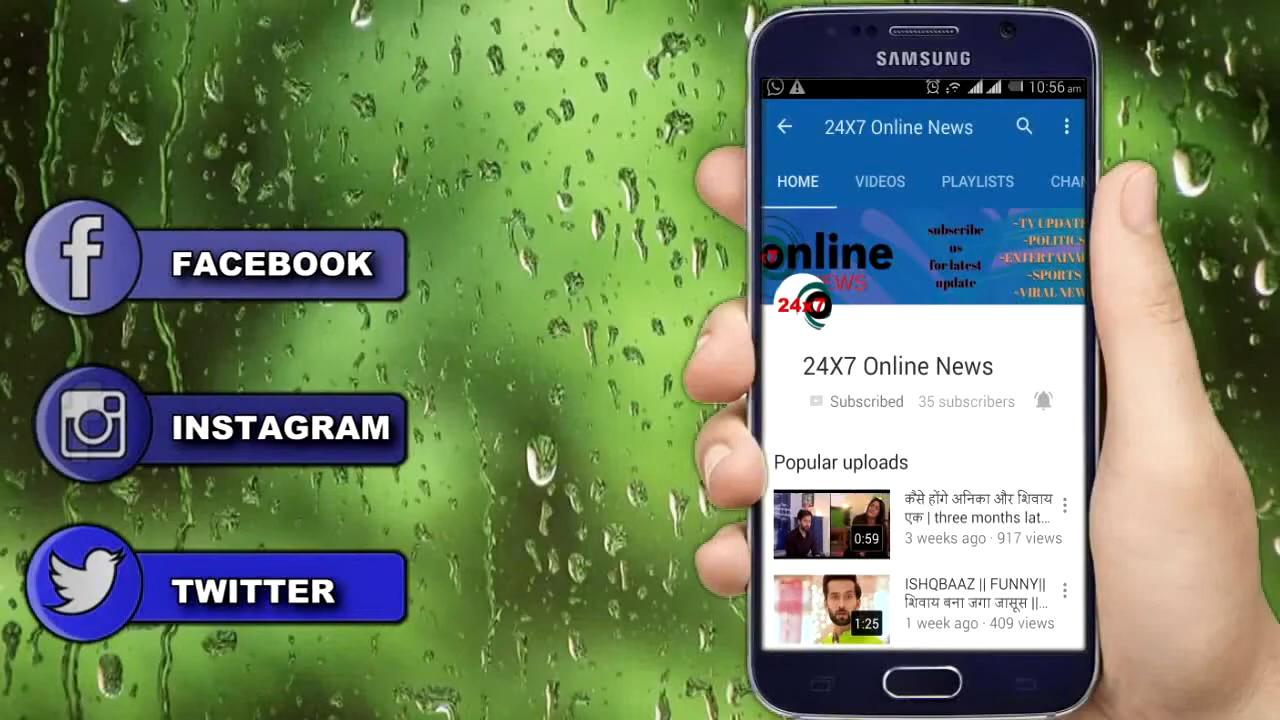 FACEBOOK
INSTAGRAM
TWITTER
SAMSUNG
10:56 am
24X7 Online News
HOME VIDEOS PLAYLISTS CHAN
online
NEWS
24x7
subscribe
us
for latest
update
-TV UPDATE
-POLITICS
-ENTERTAINM
-SPORTS
-VIRAL NEW
24X7 Online News
Subscribed 35 subscribers
Popular uploads
0:59
कैसे होंगे अनिका और शिवाय
एक | three months lat...
3 weeks ago · 917 views
1:25
ISHQBAAZ || FUNNY||
शिवाय बना जगा जासूस ||...
1 week ago · 409 views